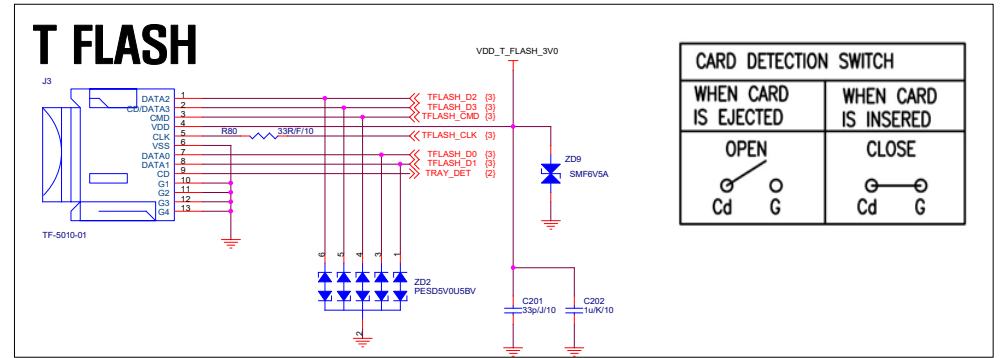 T FLASH
J3
DATA2 1 TFLASH_D2 {3}
CD/DATA3 2 TFLASH_D3 {3}
CMD 3 TFLASH_CMD {3}
VDD 4
CLK 5 R80 33R/F/10 TFLASH_CLK {3}
VSS 6
DATA0 7 TFLASH_D0 {3}
DATA1 8 TFLASH_D1 {3}
CD 9 TRAY_DET {2}
G1 10
G2 11
G3 12
G4 13
TF-5010-01
VDD_T_FLASH_3V0
ZD9
SMF6V5A
6 5 4 3 1
ZD2
PESD5V0U5BV
2
C201
33p/J/10
C202
1u/K/10
CARD DETECTION SWITCH
WHEN CARD
IS EJECTED
WHEN CARD
IS INSERED
OPEN
Cd G
CLOSE
Cd G